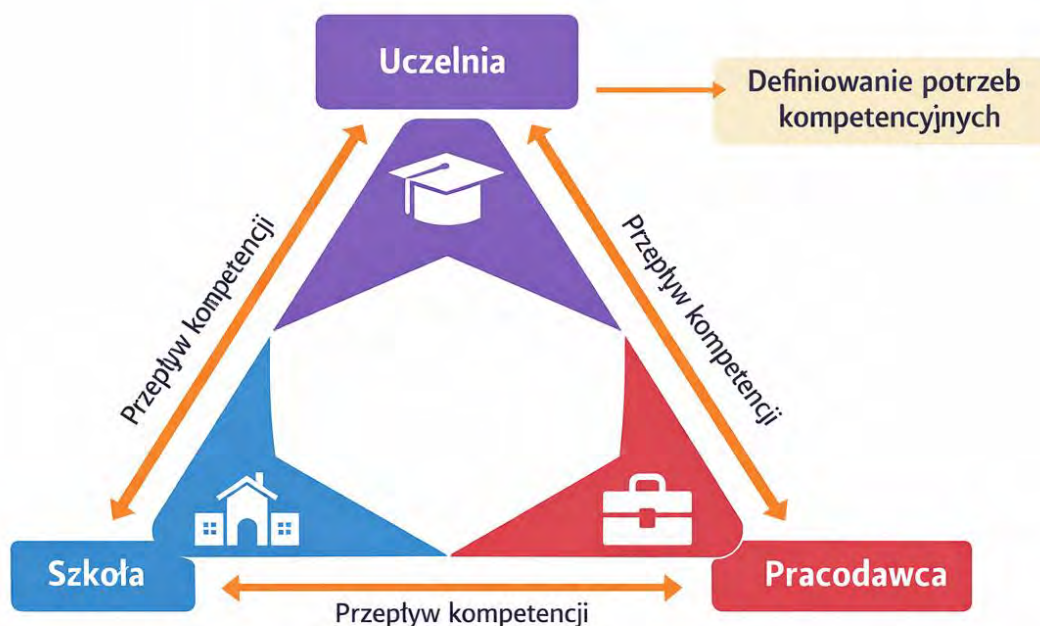 Uczelnia
Definiowanie potrzeb
kompetencyjnych
Przepływ kompetencji
Przepływ kompetencji
Szkoła
Pracodawca
Przepływ kompetencji